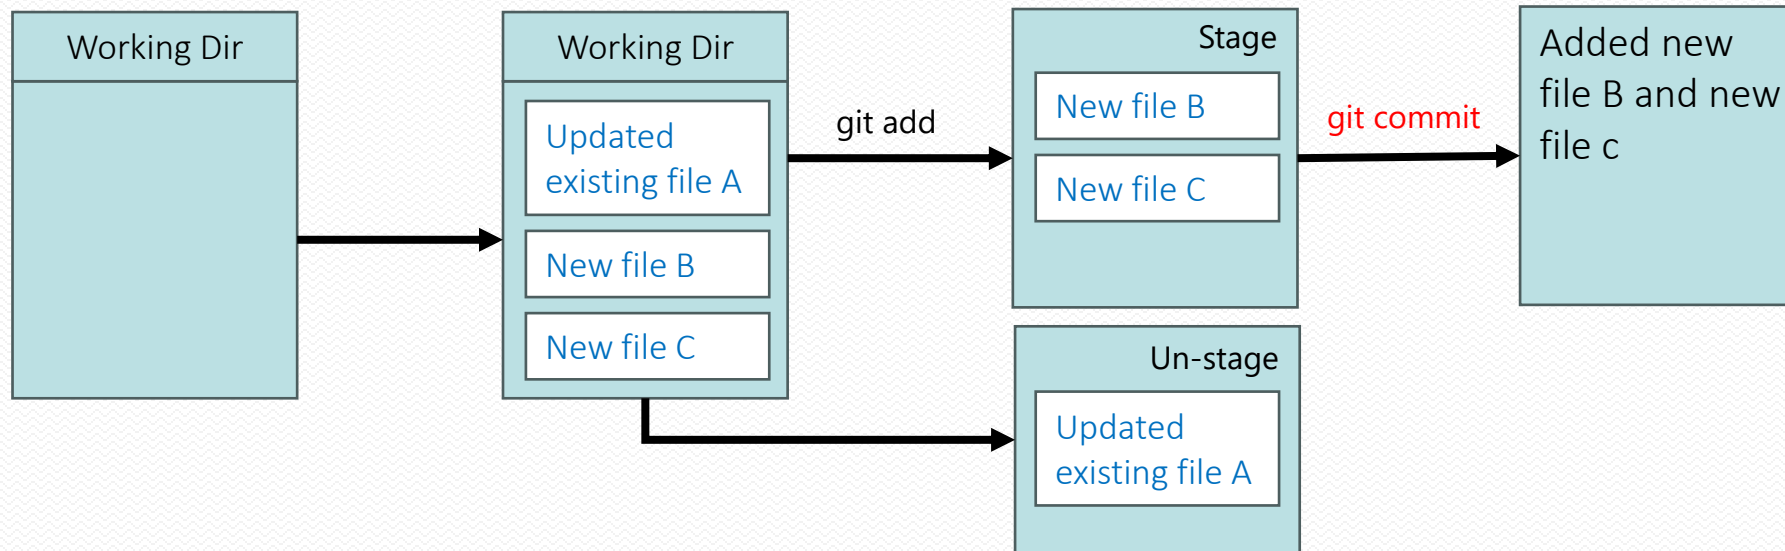 Working Dir
Working Dir
Updated
existing file A
New file B
New file C
git add
Stage
New file B
New file C
git commit
Added new
file B and new
file c
Un-stage
Updated
existing file A